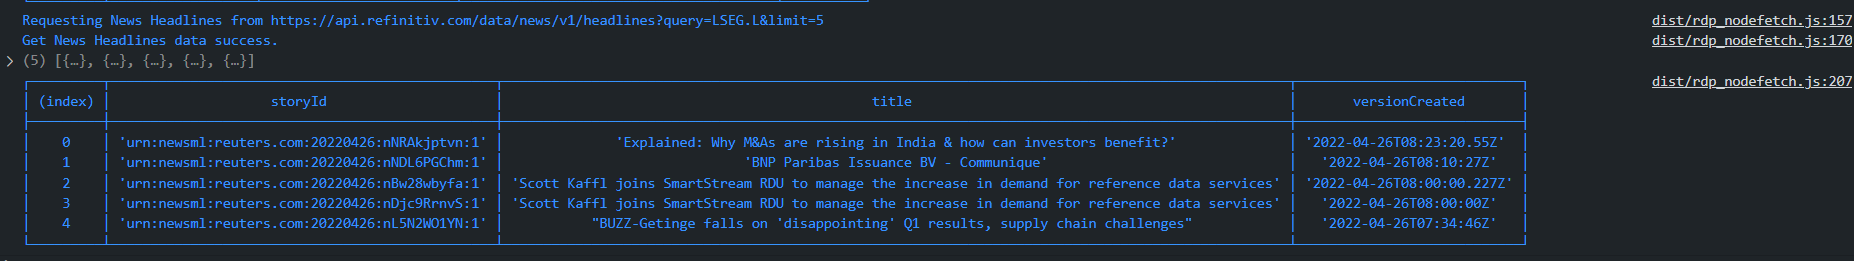 Requesting News Headlines from https://api.refinitiv.com/data/news/v1/headlines?query=LSEG.L&limit=5 dist/rdp_nodefetch.js:157
Get News Headlines data success. dist/rdp_nodefetch.js:170
> (5) [{…}, {…}, {…}, {…}, {…}]
dist/rdp_nodefetch.js:207
(index) storyId title versionCreated
0 'urn:newsml:reuters.com:20220426:nNRAkjptvn:1' 'Explained: Why M&As are rising in India & how can investors benefit?' '2022-04-26T08:23:20.55Z'
1 'urn:newsml:reuters.com:20220426:nNDL6PGChm:1' 'BNP Paribas Issuance BV - Communique' '2022-04-26T08:10:27Z'
2 'urn:newsml:reuters.com:20220426:nBw28wbyfa:1' 'Scott Kaffl joins SmartStream RDU to manage the increase in demand for reference data services' '2022-04-26T08:00:00.227Z'
3 'urn:newsml:reuters.com:20220426:nDjc9RrnvS:1' 'Scott Kaffl joins SmartStream RDU to manage the increase in demand for reference data services' '2022-04-26T08:00:00Z'
4 'urn:newsml:reuters.com:20220426:nL5N2WO1YN:1' "BUZZ-Getinge falls on 'disappointing' Q1 results, supply chain challenges" '2022-04-26T07:34:46Z'